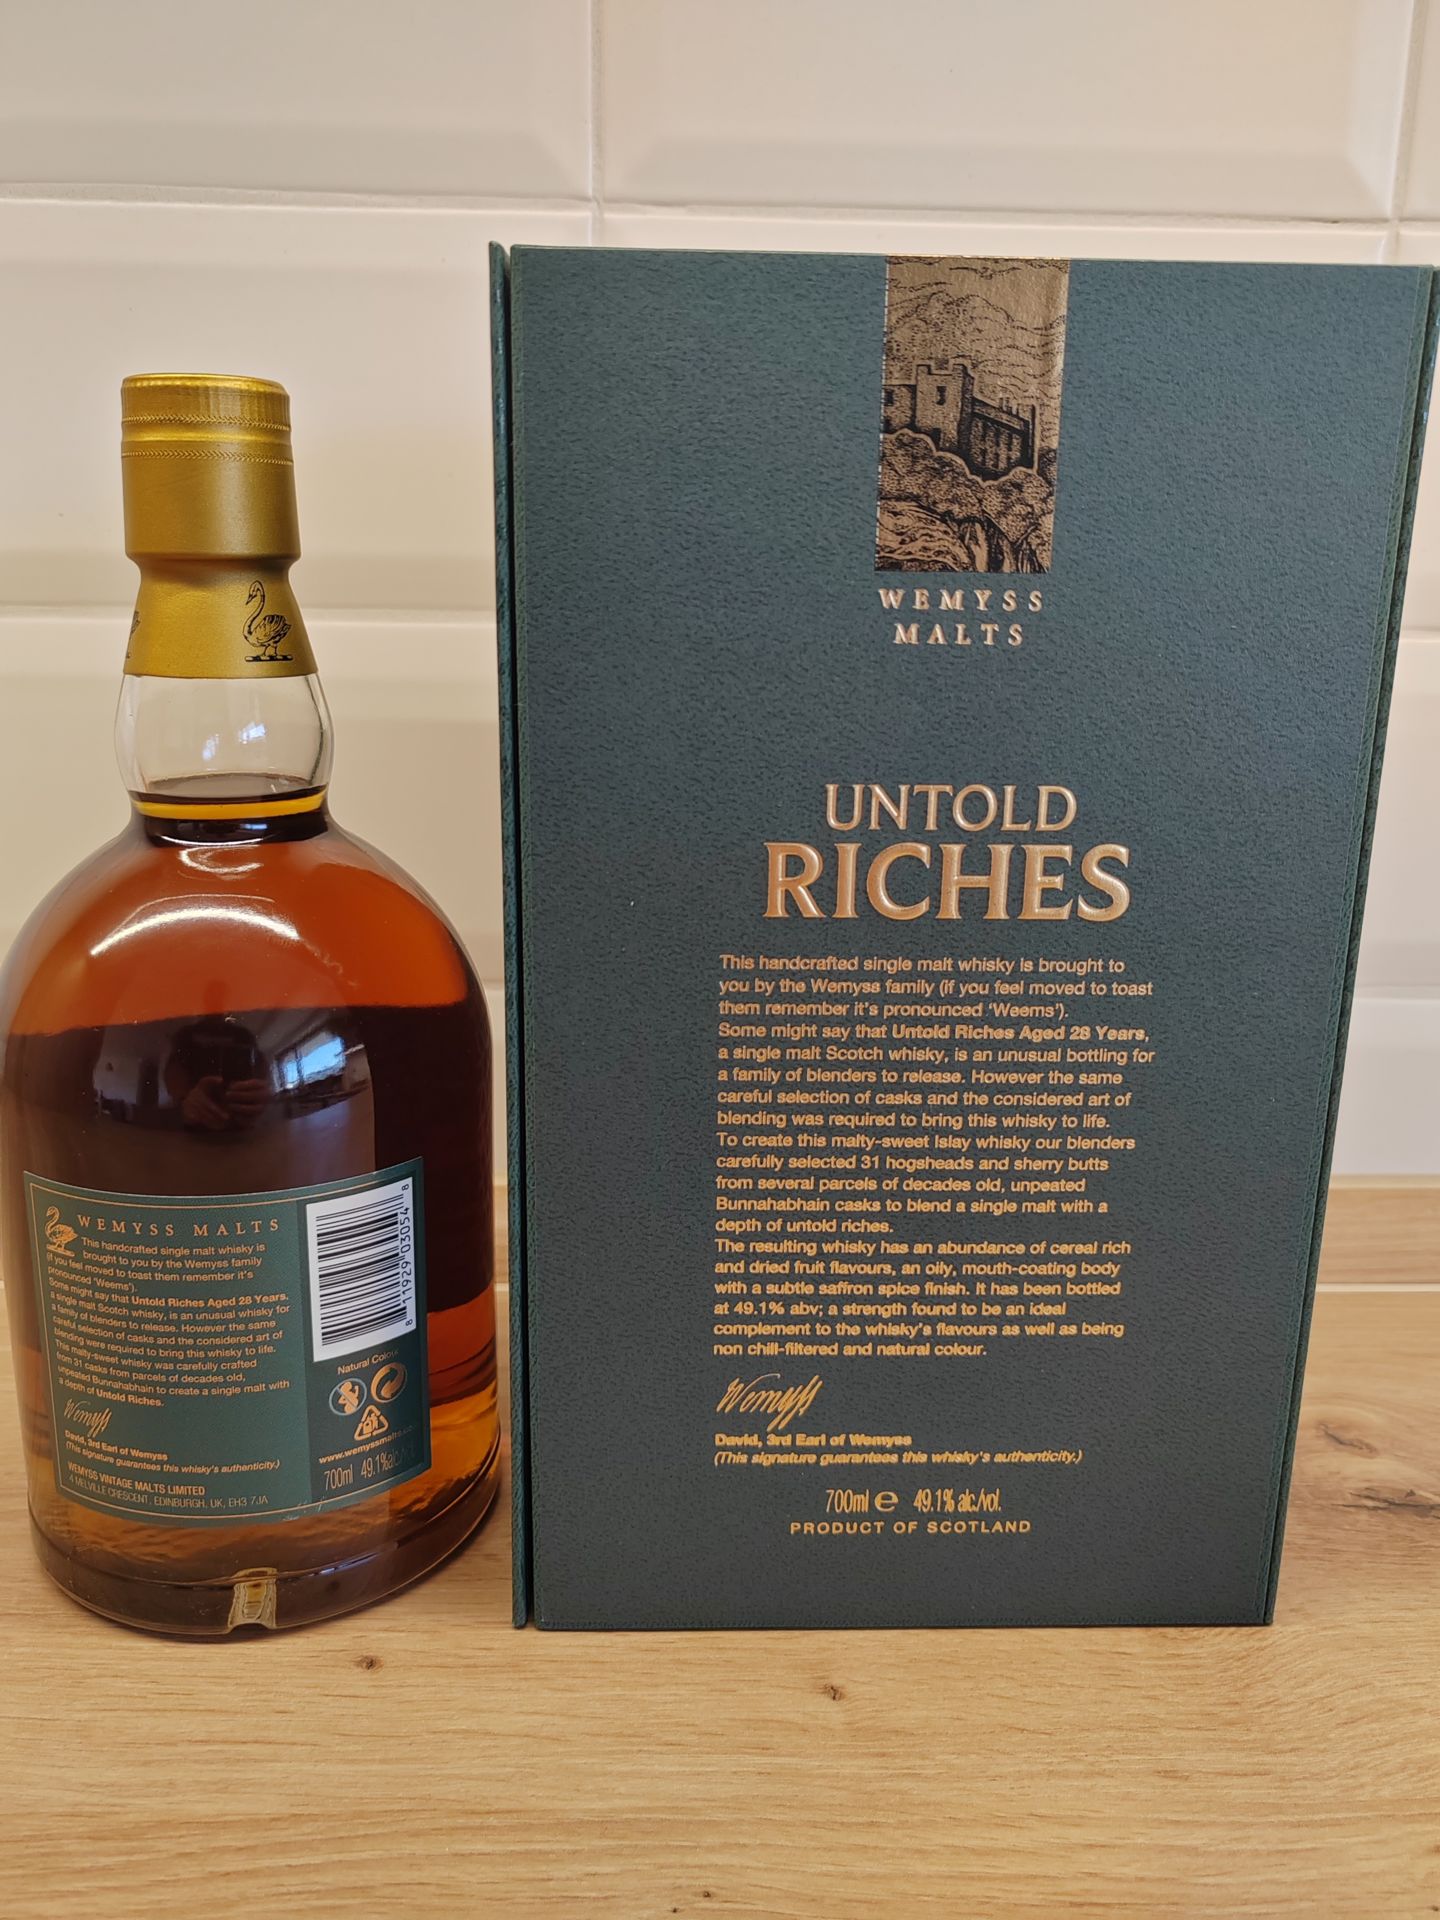 WEMYSS
MALTS
UNTOLD
RICHES
This handcrafted single malt whisky is brought to
you by the Wemyss family (if you feel moved to toast
them remember it's pronounced 'Weems').
Some might say that Untold Riches Aged 28 Years,
a single malt Scotch whisky, is an unusual bottling for
a family of blenders to release. However the same
careful selection of casks and the considered art of
blending was required to bring this whisky to life.
To create this malty-sweet Islay whisky our blenders
carefully selected 31 hogsheads and sherry butts
from several parcels of decades old, unpeated
Bunnahabhain casks to blend a single malt with a
depth of untold riches.
The resulting whisky has an abundance of cereal rich
and dried fruit flavours, an oily, mouth-coating body
with a subtle saffron spice finish. It has been bottled
at 49.1% abv; a strength found to be an ideal
complement to the whisky's flavours as well as being
non chill-filtered and natural colour.
Wemyss
David, 3rd Earl of Wemyss
(This signature guarantees this whisky's authenticity.)
700ml e 49.1% alc./vol.
PRODUCT OF SCOTLAND
WEMYSS MALTS
This handcrafted single malt whisky is
brought to you by the Wemyss family
(if you feel moved to toast them remember it's
pronounced 'Weems').
Some might say that Untold Riches Aged 28 Years,
a single malt Scotch whisky, is an unusual whisky for
a family of blenders to release. However the same
careful selection of casks and the considered art of
blending were required to bring this whisky to life.
This malty-sweet whisky was carefully crafted
from 31 casks from parcels of decades old,
unpeated Bunnahabhain to create a single malt with
a depth of Untold Riches.
Wemyss
David, 3rd Earl of Wemyss
(This signature guarantees this whisky's authenticity.)
WEMYSS VINTAGE MALTS LIMITED
4 MELVILLE CRESCENT, EDINBURGH, UK, EH3 7JA
8 11929 03054 8
Natural Colour
www.wemyssmalts.co
700ml 49.1%alc